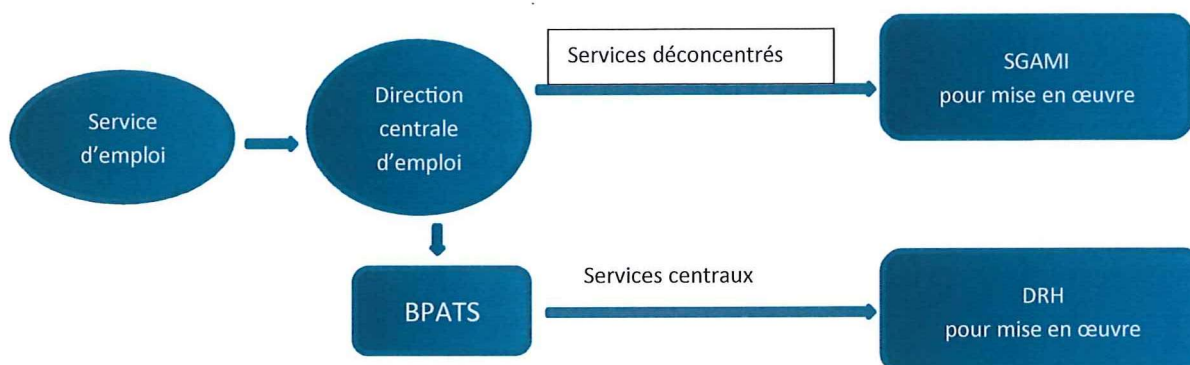 Service
d'emploi
Direction
centrale
d'emploi
Services déconcentrés
SGAMI
pour mise en œuvre
BPATS
Services centraux
DRH
pour mise en œuvre